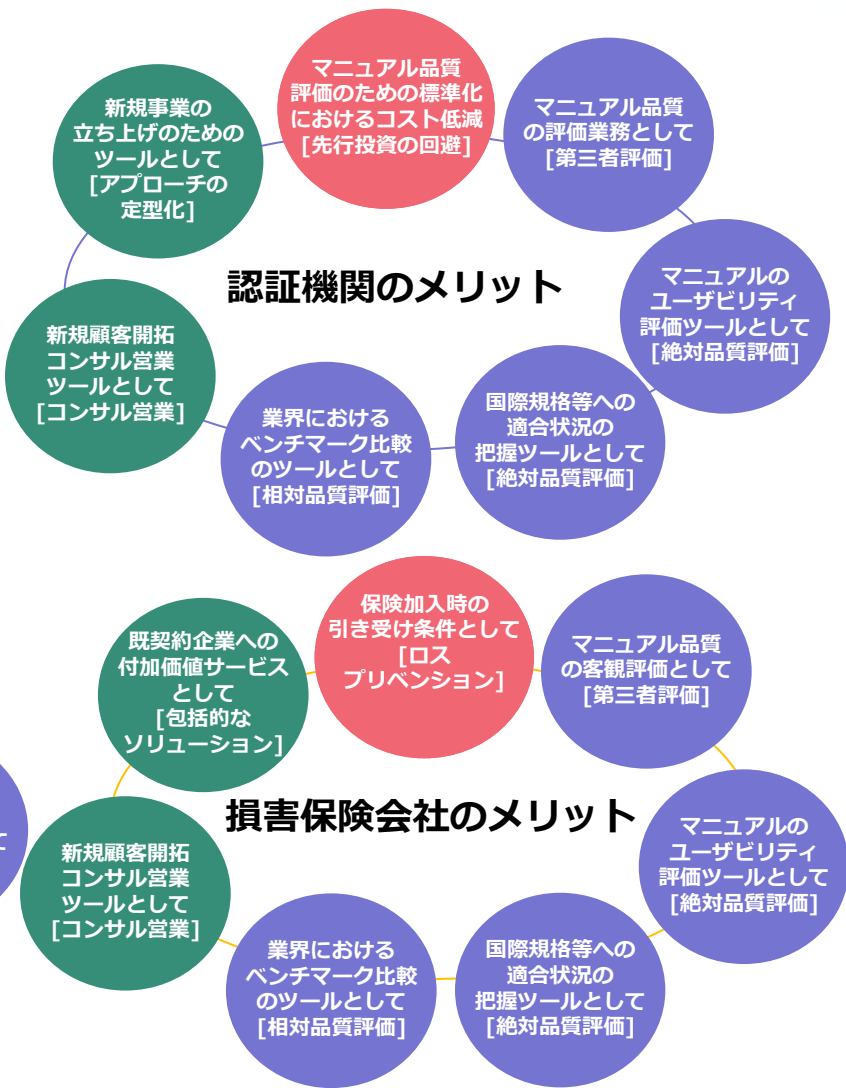 マニュアル品質
評価のための標準化
におけるコスト低減
[先行投資の回避]
マニュアル品質
の評価業務として
[第三者評価]
マニュアルの
ユーザビリティ
評価ツールとして
[絶対品質評価]
国際規格等への
適合状況の
把握ツールとして
[絶対品質評価]
業界における
ベンチマーク比較
のツールとして
[相対品質評価]
新規顧客開拓
コンサル営業
ツールとして
[コンサル営業]
新規事業の
立ち上げのための
ツールとして
[アプローチの
定型化]
認証機関のメリット
保険加入時の
引き受け条件として
[ロス
プリベンション]
マニュアル品質
の客観評価として
[第三者評価]
マニュアルの
ユーザビリティ
評価ツールとして
[絶対品質評価]
国際規格等への
適合状況の
把握ツールとして
[絶対品質評価]
業界における
ベンチマーク比較
のツールとして
[相対品質評価]
新規顧客開拓
コンサル営業
ツールとして
[コンサル営業]
既契約企業への
付加価値サービス
として
[包括的な
ソリューション]
損害保険会社のメリット
て